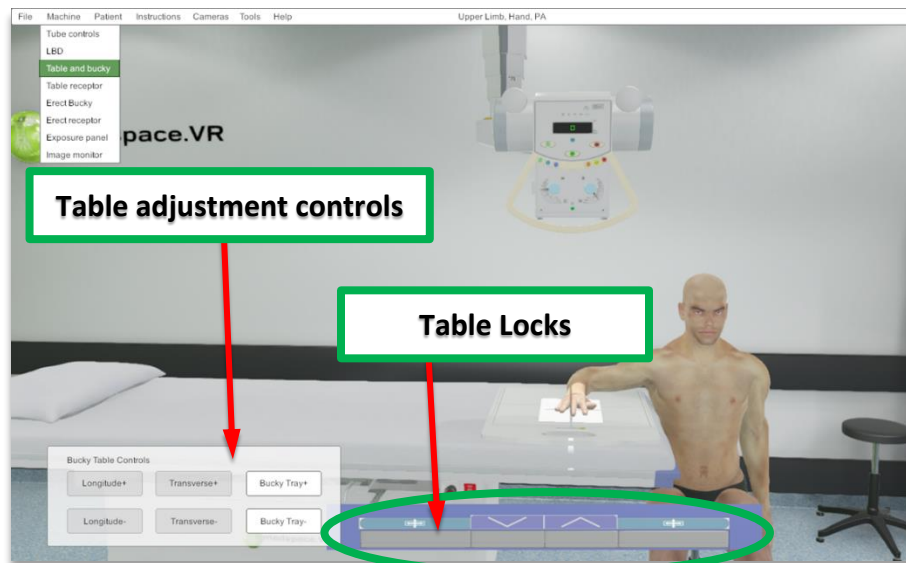 File Machine Patient Instructions Cameras Tools Help Upper Limb, Hand, PA
Tube controls
LBD
Table and bucky
Table receptor
Erect Bucky
Erect receptor
Exposure panel
Image monitor
space.VR
Table adjustment controls
Table Locks
Bucky Table Controls
Longitude+ Transverse+ Bucky Tray+
Longitude- Transverse- Bucky Tray-